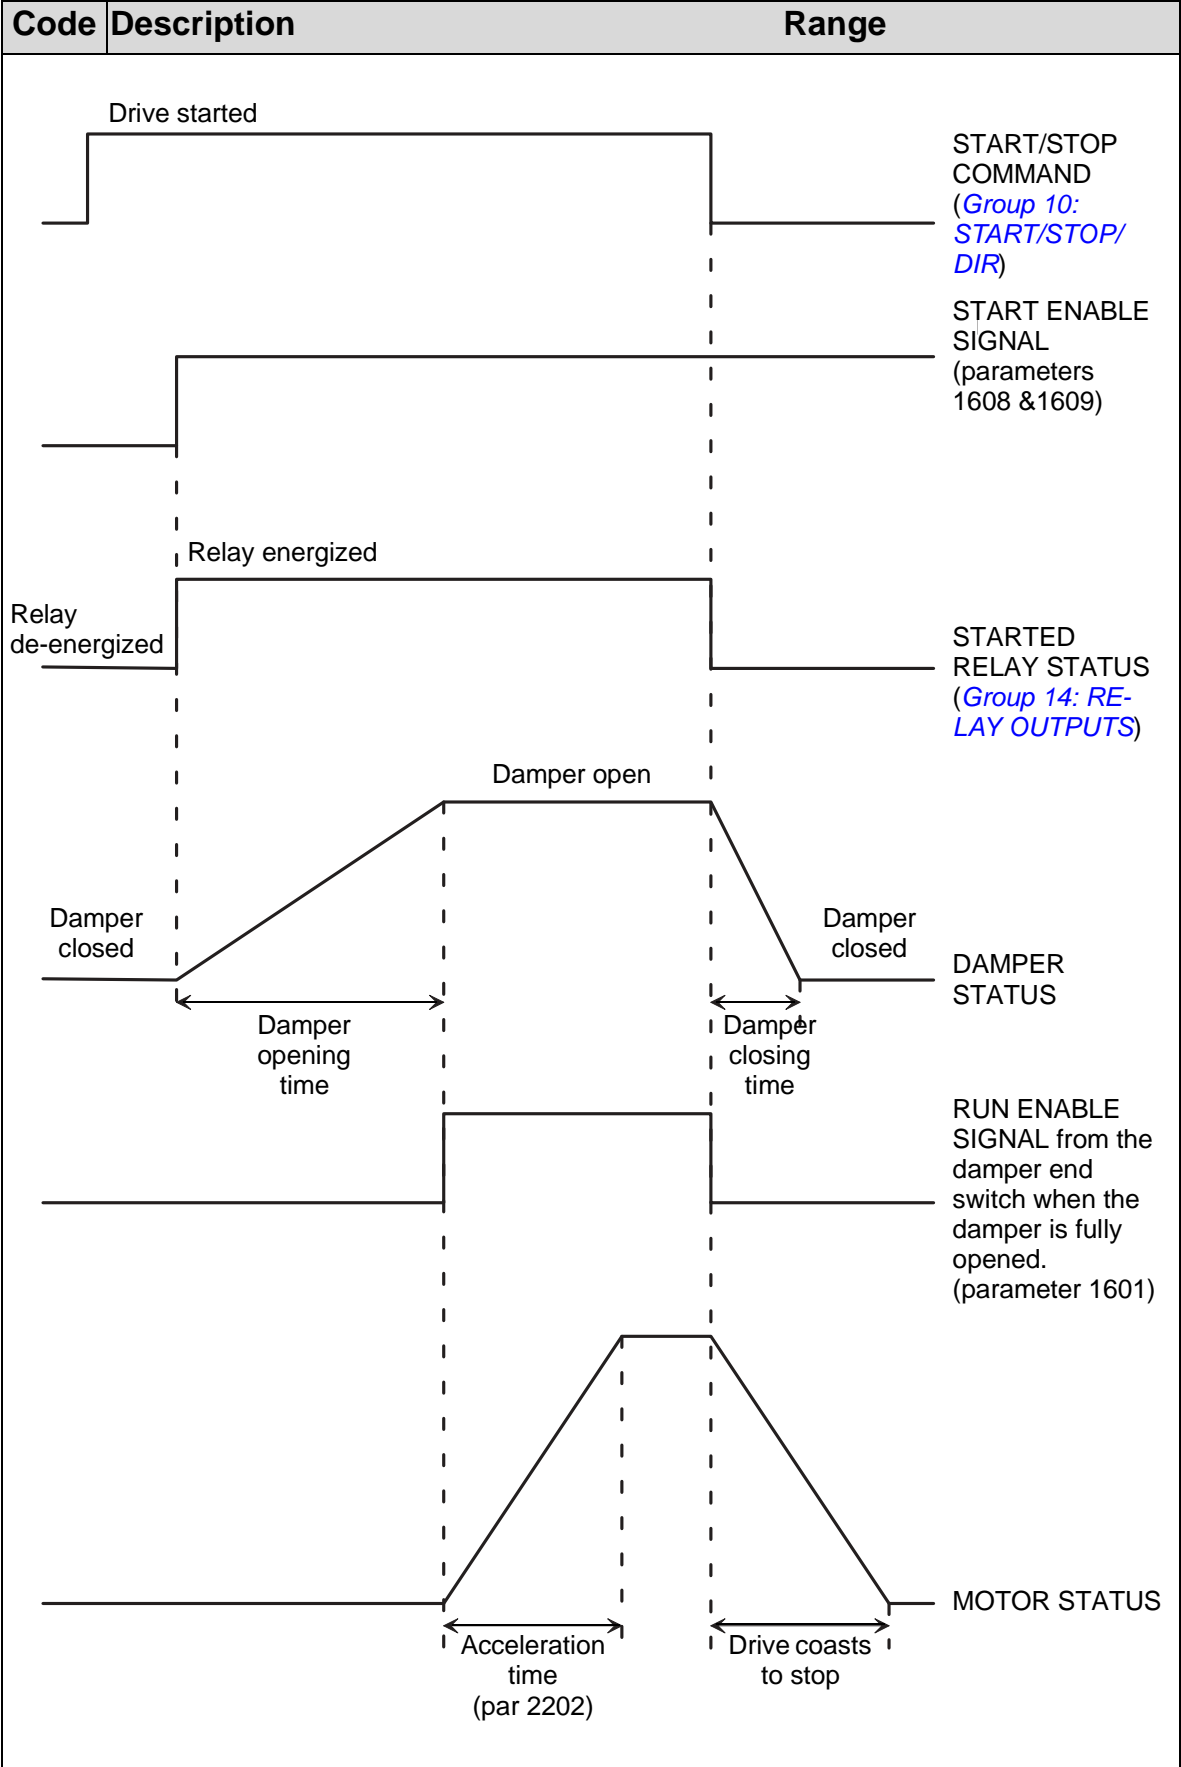 Code Description Range
Drive started
START/STOP
COMMAND
(Group 10:
START/STOP/
DIR)
START ENABLE
SIGNAL
(parameters
1608 &1609)
Relay energized
Relay
de-energized
STARTED
RELAY STATUS
(Group 14: RE-
LAY OUTPUTS)
Damper open
Damper
closed
Damper
closed
DAMPER
STATUS
Damper
opening
time
Damper
closing
time
RUN ENABLE
SIGNAL from the
damper end
switch when the
damper is fully
opened.
(parameter 1601)
MOTOR STATUS
Acceleration
time
(par 2202)
Drive coasts
to stop